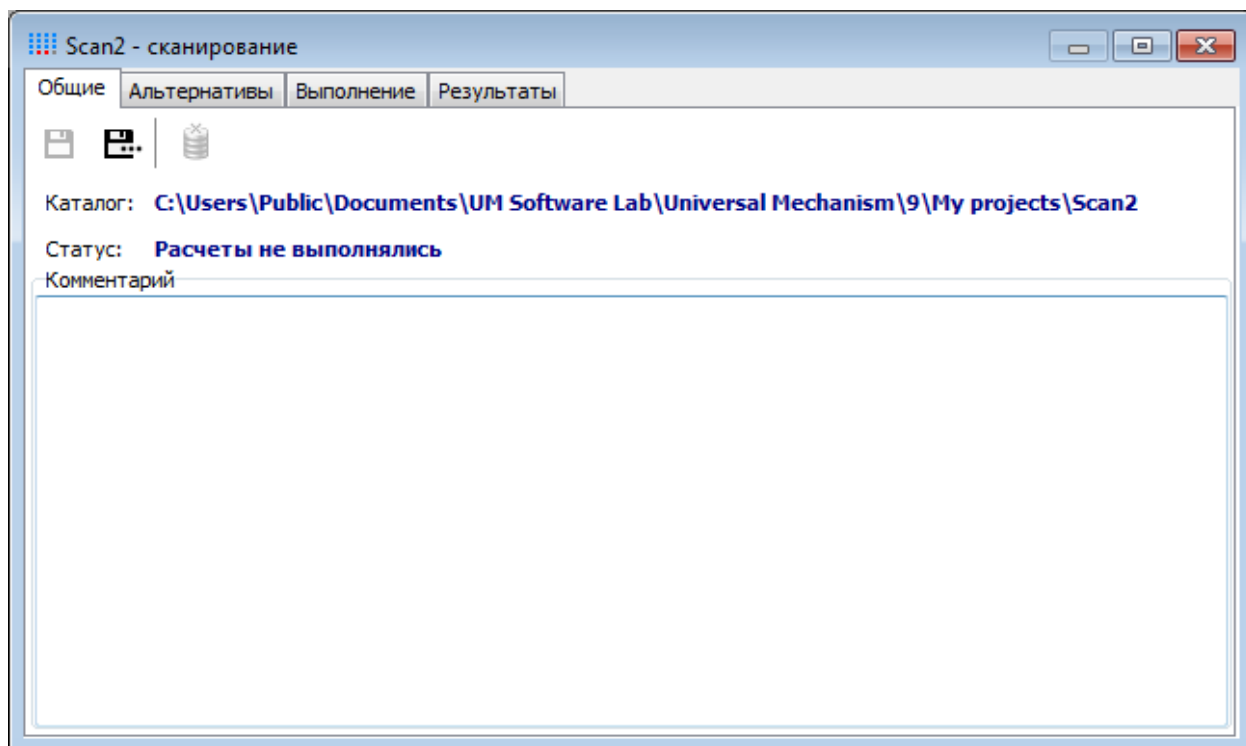 Scan2 - сканирование
Общие Альтернативы Выполнение Результаты
Каталог: C:\Users\Public\Documents\UM Software Lab\Universal Mechanism\9\My projects\Scan2
Статус: Расчеты не выполнялись
Комментарий